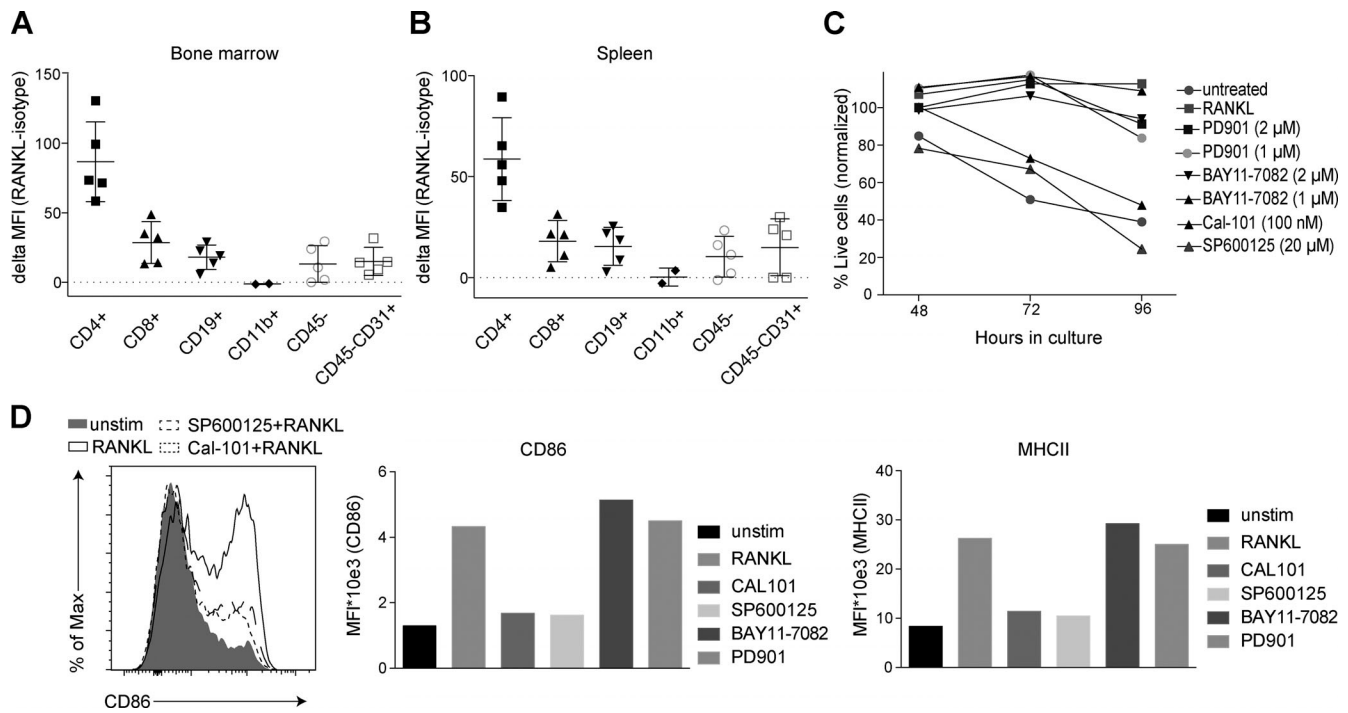 A
Bone marrow
delta MFI (RANKL-isotype)
150
100
50
0
CD4+
CD8+
CD19+
CD11b+
CD45-
CD45-CD31+
B
Spleen
delta MFI (RANKL-isotype)
100
50
0
CD4+
CD8+
CD19+
CD11b+
CD45-
CD45-CD31+
C
% Live cells (normalized)
100
80
60
40
20
0
48
72
96
Hours in culture
untreated
RANKL
PD901 (2 µM)
PD901 (1 µM)
BAY11-7082 (2 µM)
BAY11-7082 (1 µM)
Cal-101 (100 nM)
SP600125 (20 µM)
D
unstim
SP600125+RANKL
RANKL
Cal-101+RANKL
% of Max
CD86
CD86
MFI*10e3 (CD86)
6
4
2
0
unstim
RANKL
CAL101
SP600125
BAY11-7082
PD901
MHCII
MFI*10e3 (MHCII)
40
30
20
10
0
unstim
RANKL
CAL101
SP600125
BAY11-7082
PD901